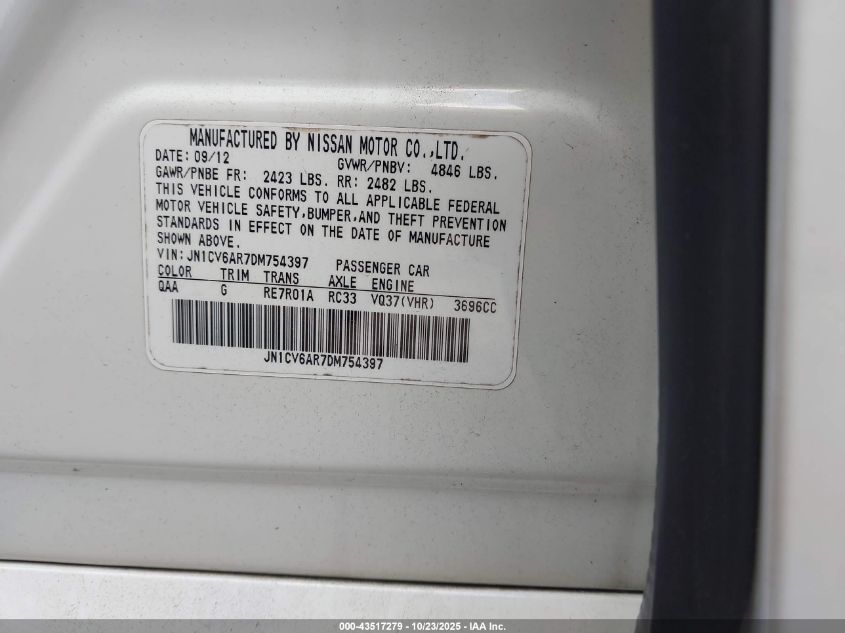 MANUFACTURED BY NISSAN MOTOR CO.,LTD.
DATE: 09/12 GVWR/PNBV: 4846 LBS.
GAWR/PNBE FR: 2423 LBS. RR: 2482 LBS.
THIS VEHICLE CONFORMS TO ALL APPLICABLE FEDERAL
MOTOR VEHICLE SAFETY,BUMPER,AND THEFT PREVENTION
STANDARDS IN EFFECT ON THE DATE OF MANUFACTURE
SHOWN ABOVE.
VIN: JN1CV6AR7DM754397 PASSENGER CAR
COLOR TRIM TRANS AXLE ENGINE
QAA G RE7R01A RC33 VQ37(VHR) 3696CC
JN1CV6AR7DM754397
000-43517279 - 10/23/2025 - IAA Inc.